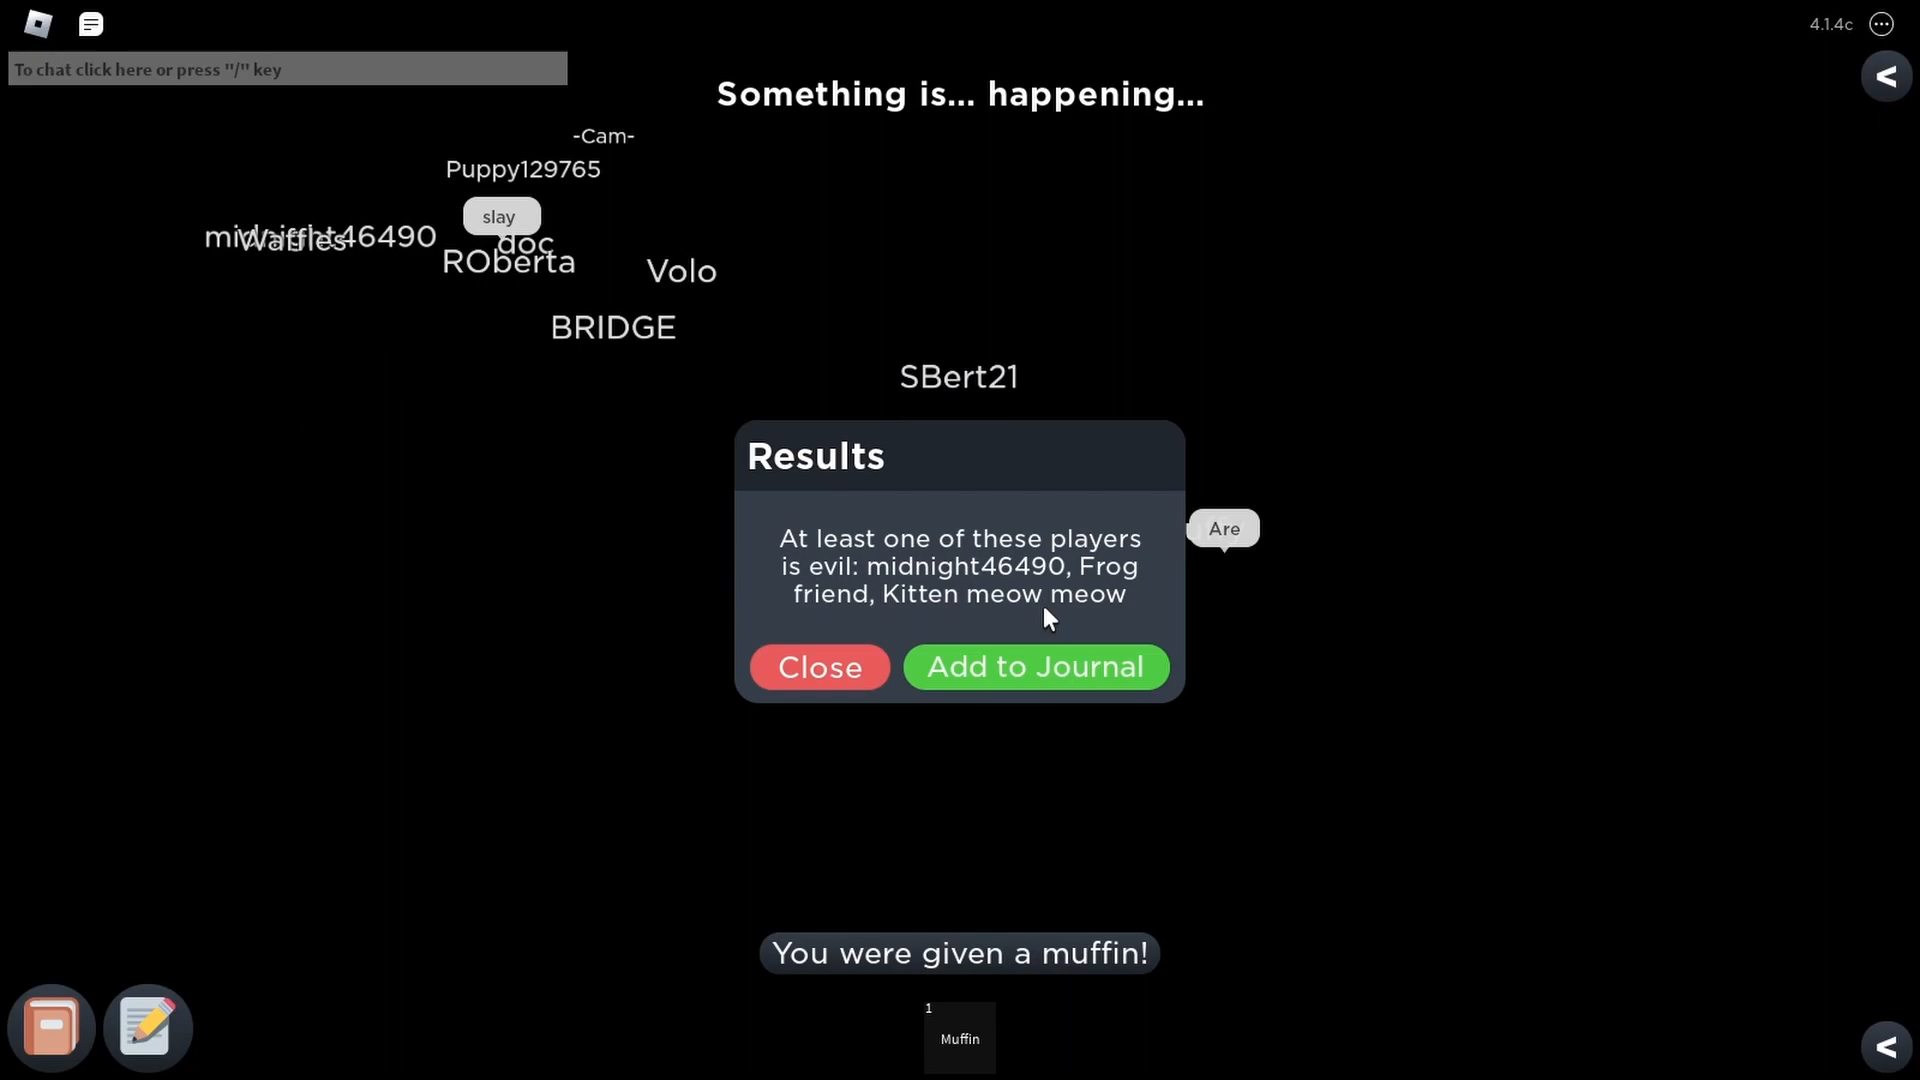 4.1.4c
To chat click here or press "/" key
Something is... happening...
-Cam-
Puppy129765
slay
midnight46490
Waffles
doc
ROberta
Volo
BRIDGE
SBert21
Results
Are
At least one of these players
is evil: midnight46490, Frog
friend, Kitten meow meow
Close
Add to Journal
You were given a muffin!
1
Muffin